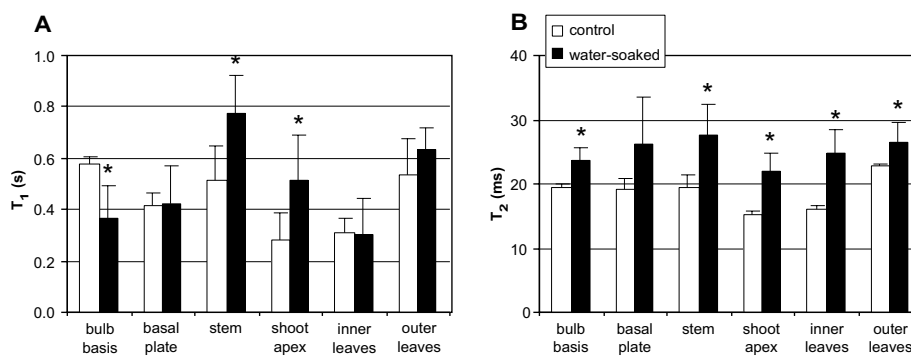 A
1.0
0.8
0.6
0.4
0.2
0.0
T1 (s)
*
*
*
bulb basis
basal plate
stem
shoot apex
inner leaves
outer leaves
B
control
water-soaked
40
30
20
10
0
T2 (ms)
*
*
*
*
*
bulb basis
basal plate
stem
shoot apex
inner leaves
outer leaves